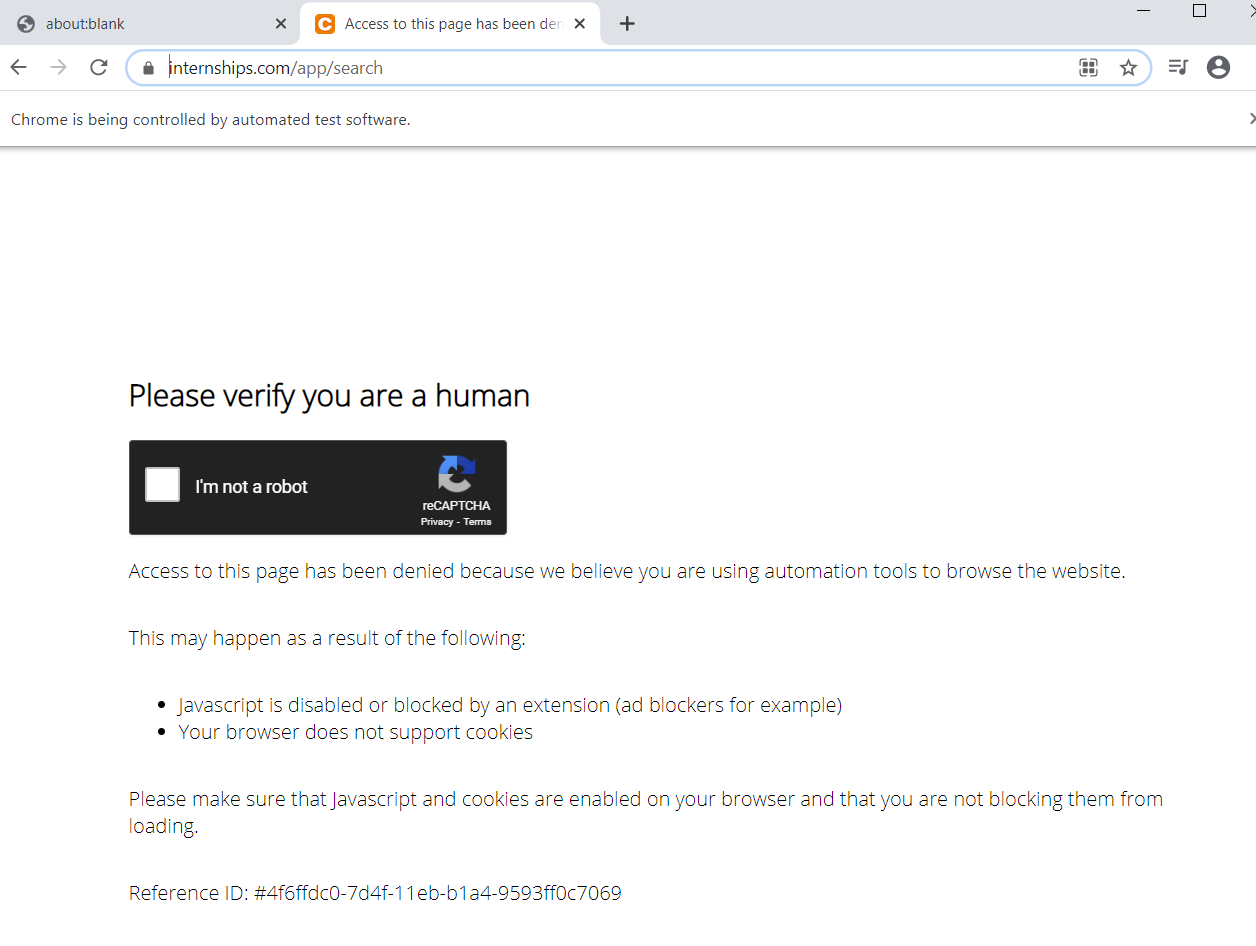 about:blank
Access to this page has been den
internships.com/app/search
Chrome is being controlled by automated test software.
Please verify you are a human
I'm not a robot
reCAPTCHA
Privacy - Terms
Access to this page has been denied because we believe you are using automation tools to browse the website.
This may happen as a result of the following:
• Javascript is disabled or blocked by an extension (ad blockers for example)
• Your browser does not support cookies
Please make sure that Javascript and cookies are enabled on your browser and that you are not blocking them from
loading.
Reference ID: #4f6ffdc0-7d4f-11eb-b1a4-9593ff0c7069